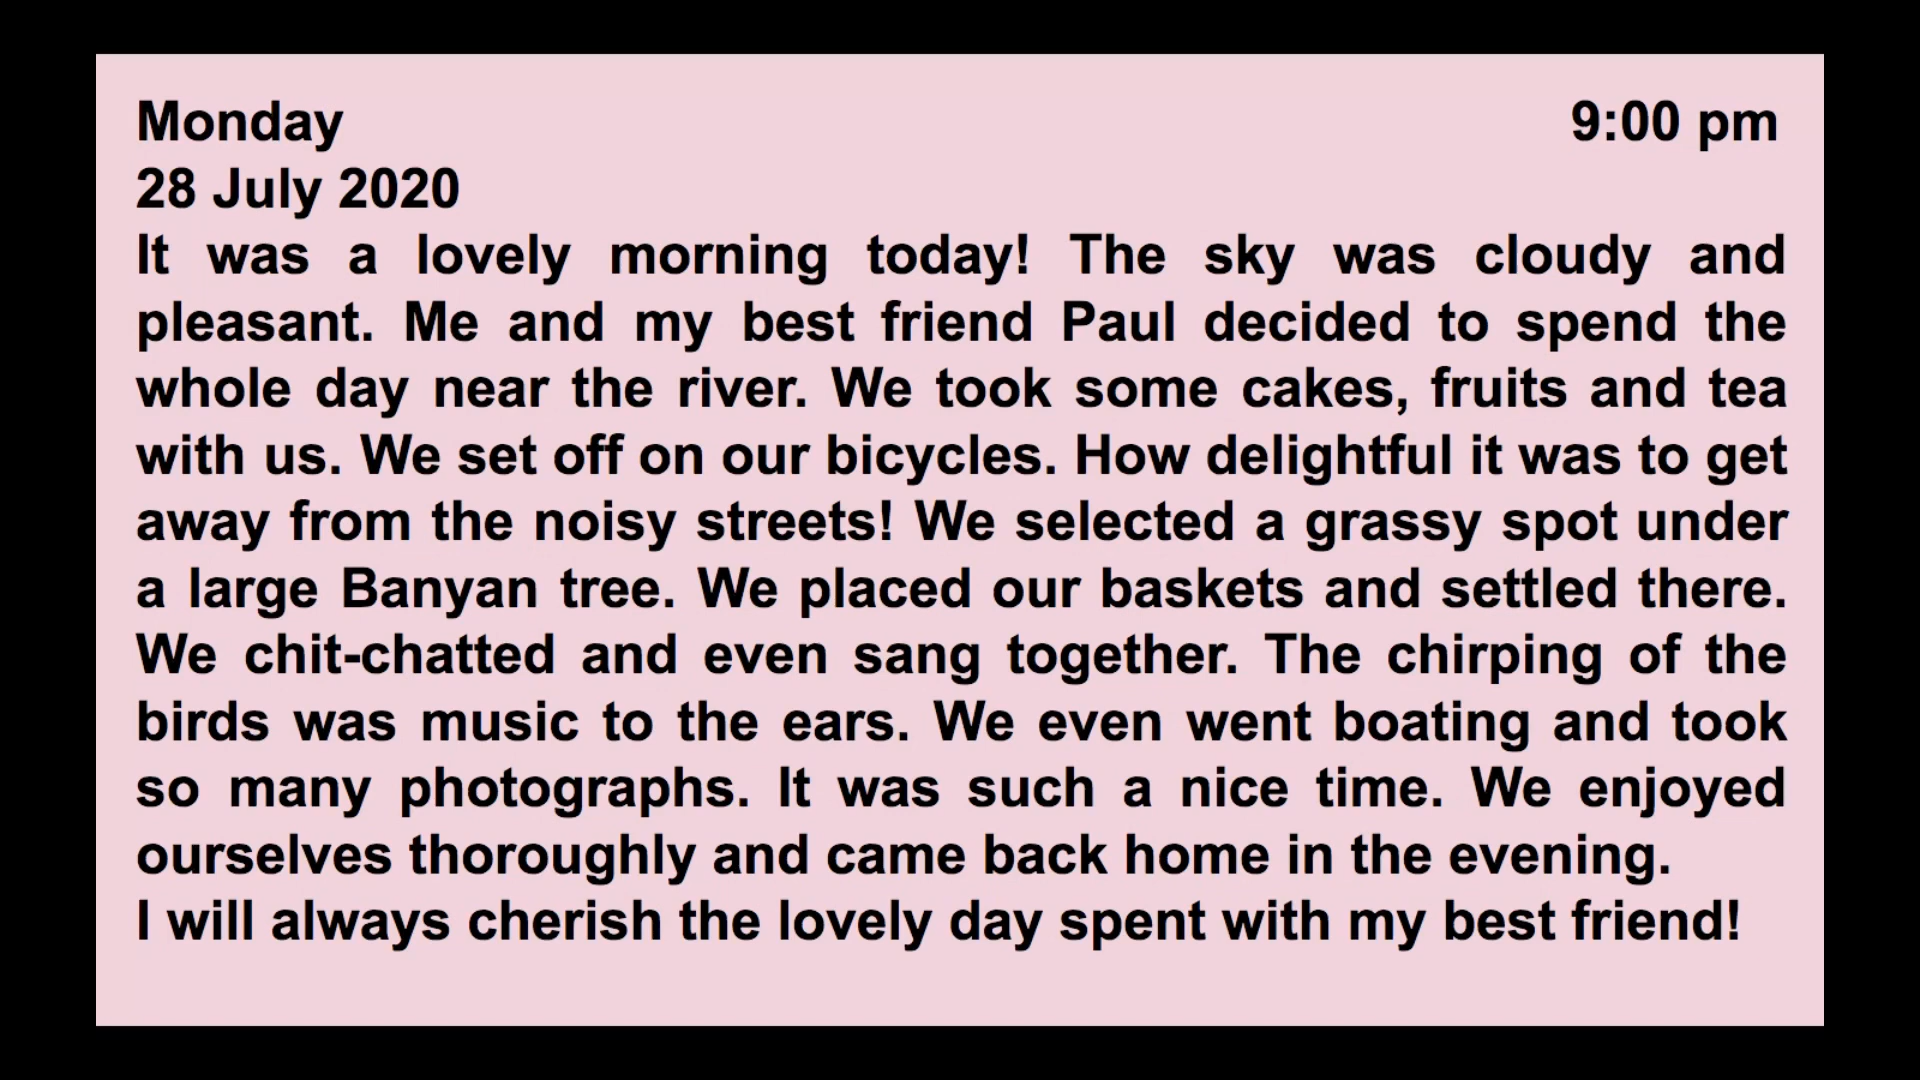 Monday 9:00 pm
28 July 2020
It was a lovely morning today! The sky was cloudy and
pleasant. Me and my best friend Paul decided to spend the
whole day near the river. We took some cakes, fruits and tea
with us. We set off on our bicycles. How delightful it was to get
away from the noisy streets! We selected a grassy spot under
a large Banyan tree. We placed our baskets and settled there.
We chit-chatted and even sang together. The chirping of the
birds was music to the ears. We even went boating and took
so many photographs. It was such a nice time. We enjoyed
ourselves thoroughly and came back home in the evening.
I will always cherish the lovely day spent with my best friend!